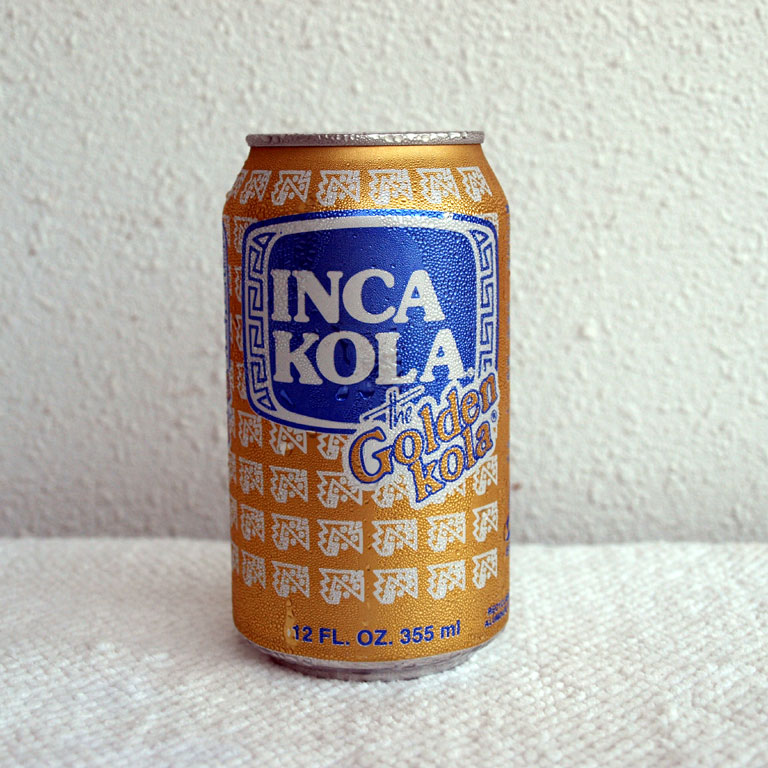 INCA
KOLA®
the
Golden
kola®
12 FL. OZ. 355 ml